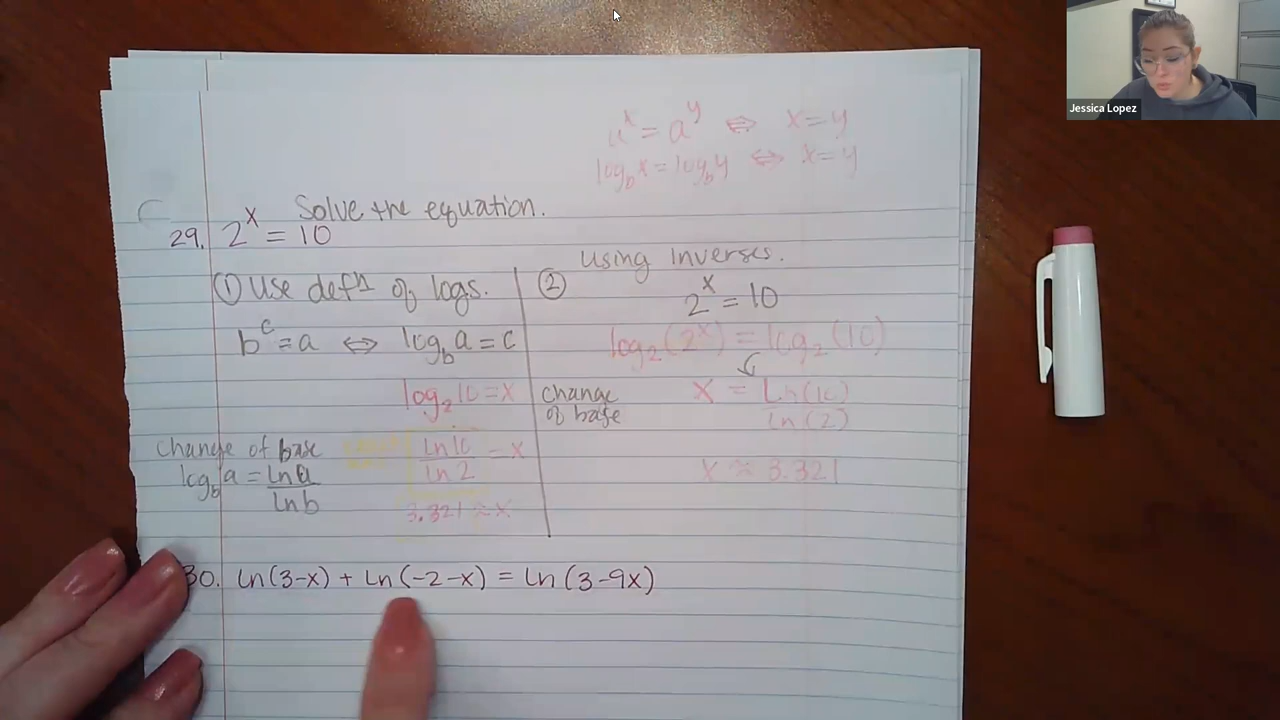 a^x = a^y ⇔ x=y
log_b x = log_b y ⇔ x=y
Solve the equation.
29. 2^x = 10
① Use def'n of logs.
b^c = a ⇔ log_b a = c
log_2 10 = x
change of base
log_b a = ln a / ln b
ln 10 / ln 2 = x
3.321 ≈ x
② using inverses.
2^x = 10
log_2 (2^x) = log_2 (10)
change of base
x = ln(10) / ln(2)
x ≈ 3.321
30. ln(3-x) + ln(-2-x) = ln(3-9x)
Jessica Lopez